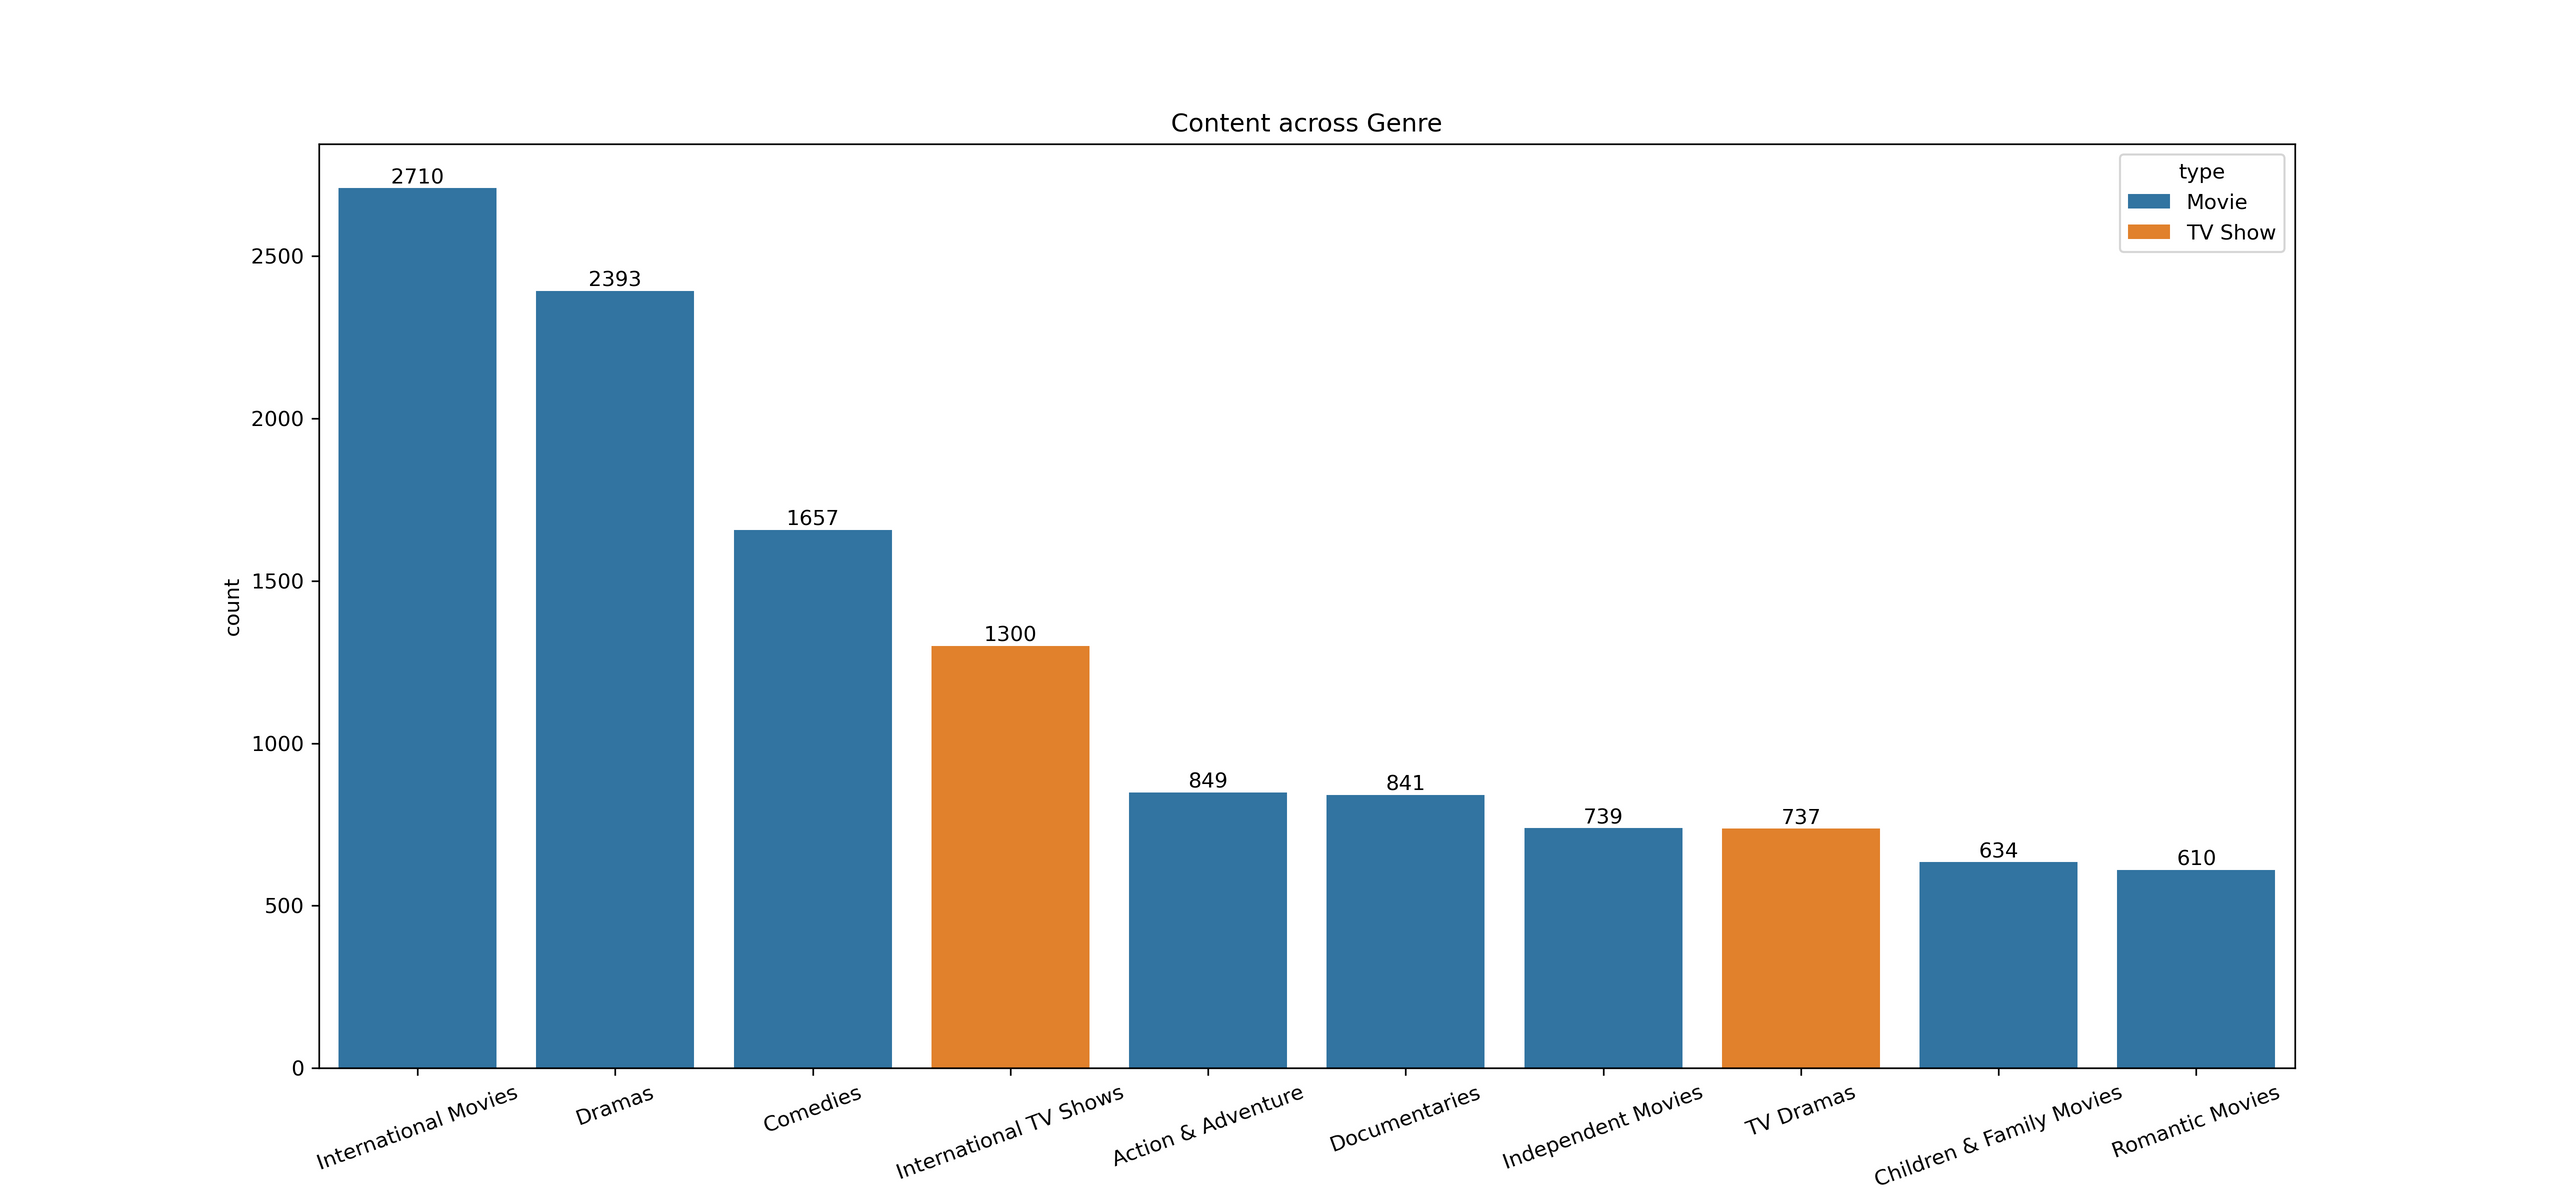 Content across Genre
type
Movie
TV Show
count
2500
2000
1500
1000
500
0
2710
2393
1657
1300
849
841
739
737
634
610
International Movies
Dramas
Comedies
International TV Shows
Action & Adventure
Documentaries
Independent Movies
TV Dramas
Children & Family Movies
Romantic Movies